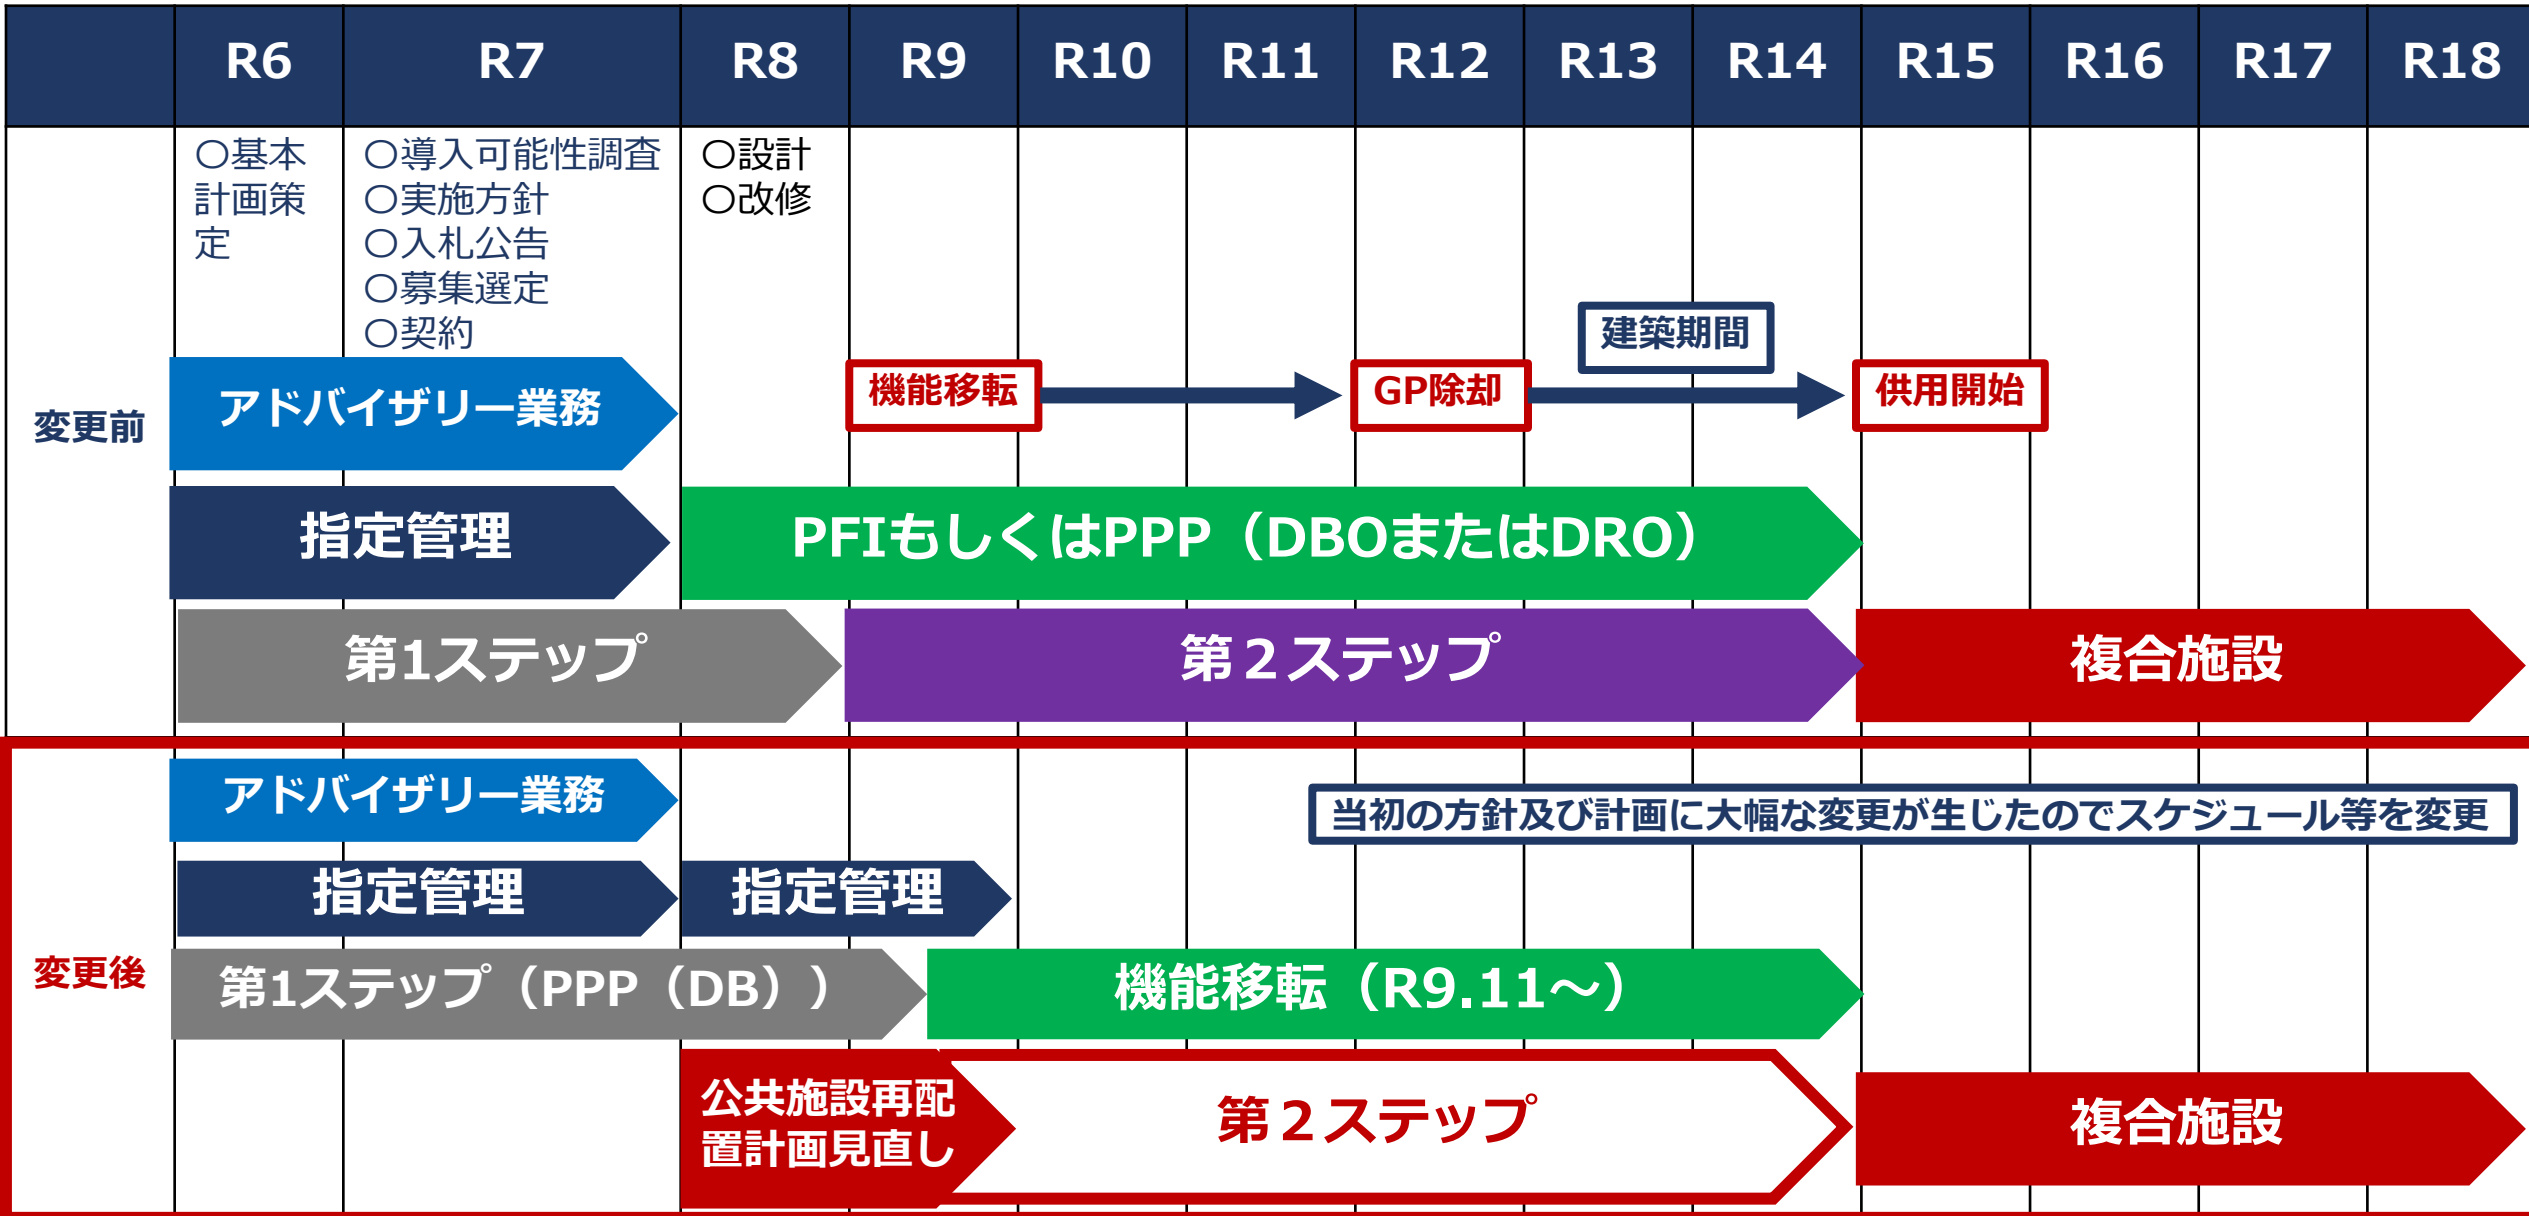 R6 R7 R8 R9 R10 R11 R12 R13 R14 R15 R16 R17 R18
変更前
〇基本
計画策
定
〇導入可能性調査
〇実施方針
〇入札公告
〇募集選定
〇契約
〇設計
〇改修
建築期間
機能移転
GP除却
供用開始
アドバイザリー業務
指定管理
PFIもしくはPPP（DBOまたはDRO）
第1ステップ
第２ステップ
複合施設
変更後
アドバイザリー業務
当初の方針及び計画に大幅な変更が生じたのでスケジュール等を変更
指定管理
指定管理
第1ステップ（PPP（DB））
機能移転（R9.11～）
公共施設再配
置計画見直し
第２ステップ
複合施設